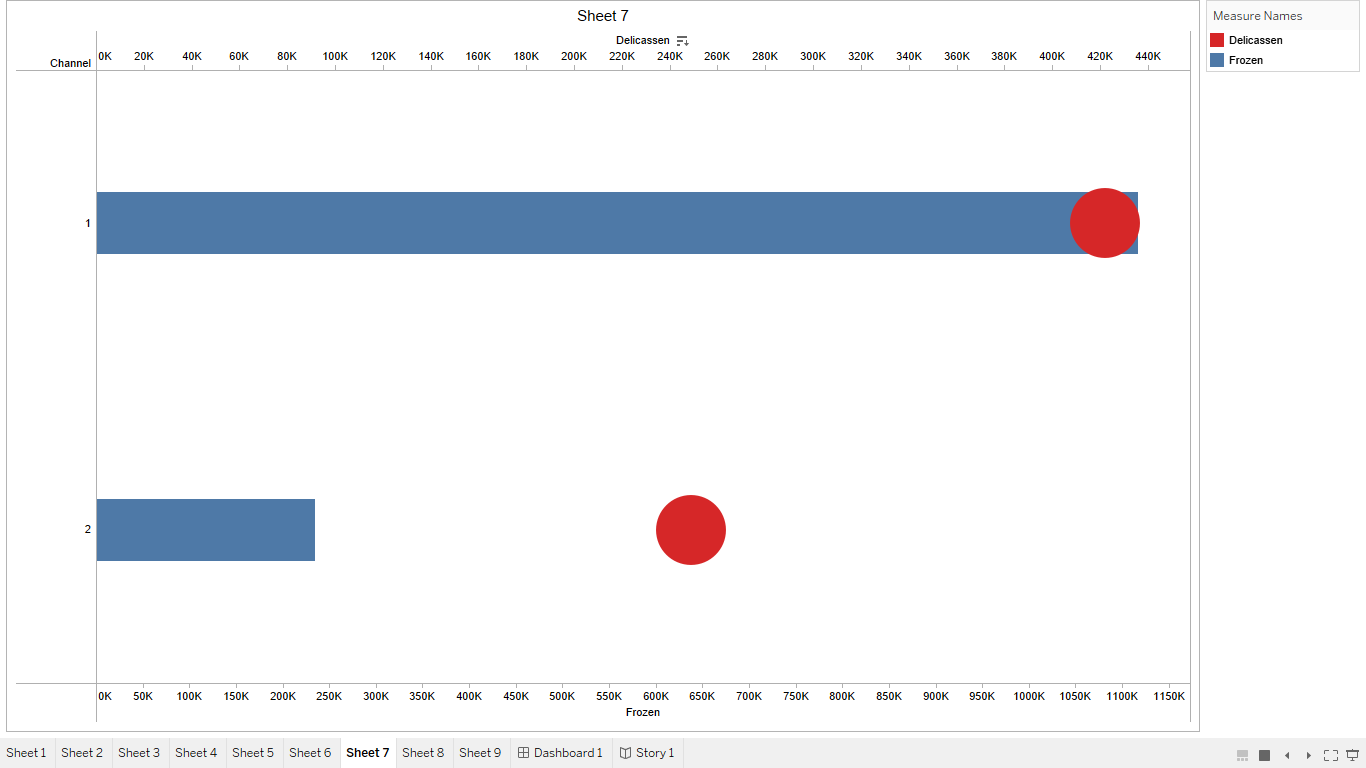 Sheet 7
Measure Names
Delicassen
Frozen
Delicassen
Channel
0K 20K 40K 60K 80K 100K 120K 140K 160K 180K 200K 220K 240K 260K 280K 300K 320K 340K 360K 380K 400K 420K 440K
1
2
0K 50K 100K 150K 200K 250K 300K 350K 400K 450K 500K 550K 600K 650K 700K 750K 800K 850K 900K 950K 1000K 1050K 1100K 1150K
Frozen
Sheet 1 Sheet 2 Sheet 3 Sheet 4 Sheet 5 Sheet 6 Sheet 7 Sheet 8 Sheet 9 Dashboard 1 Story 1